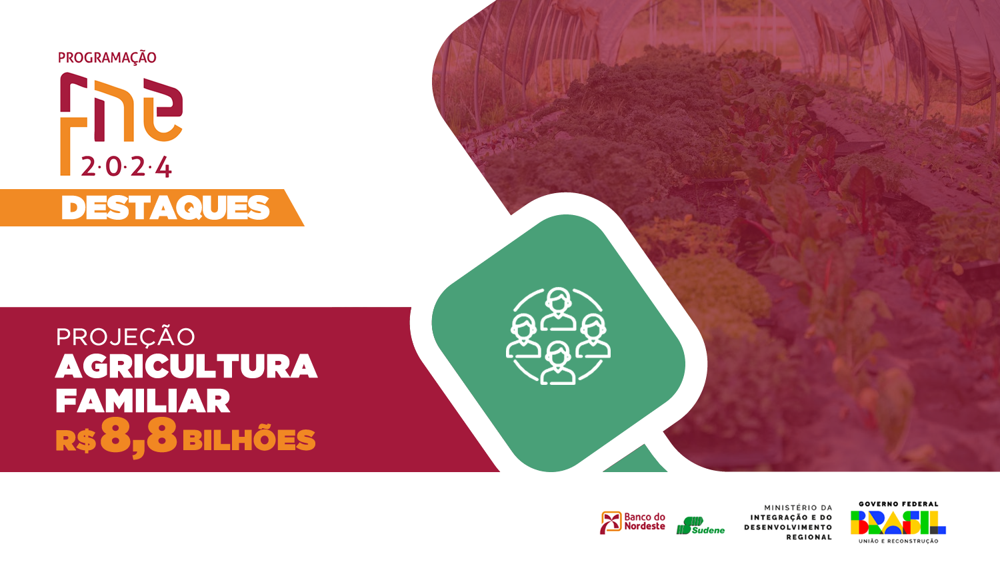 PROGRAMAÇÃO
FNE
2·0·2·4
DESTAQUES
PROJEÇÃO
AGRICULTURA
FAMILIAR
R$ 8,8 BILHÕES
Banco do
Nordeste
Sudene
MINISTÉRIO DA
INTEGRAÇÃO E DO
DESENVOLVIMENTO
REGIONAL
GOVERNO FEDERAL
BRASIL
UNIÃO E RECONSTRUÇÃO